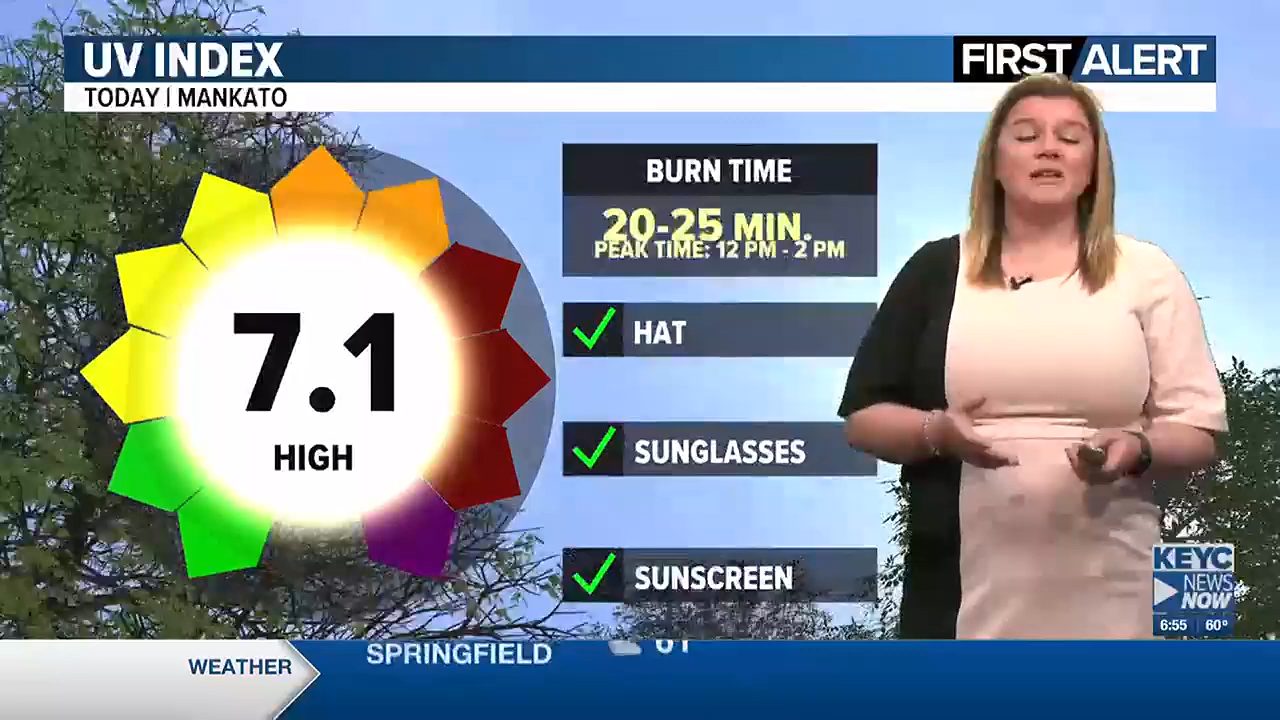 UV INDEX
FIRST ALERT
TODAY | MANKATO
BURN TIME
20-25 MIN.
PEAK TIME: 12 PM - 2 PM
7.1
HIGH
HAT
SUNGLASSES
SUNSCREEN
KEYC
NEWS
NOW
6:55 60°
WEATHER
SPRINGFIELD